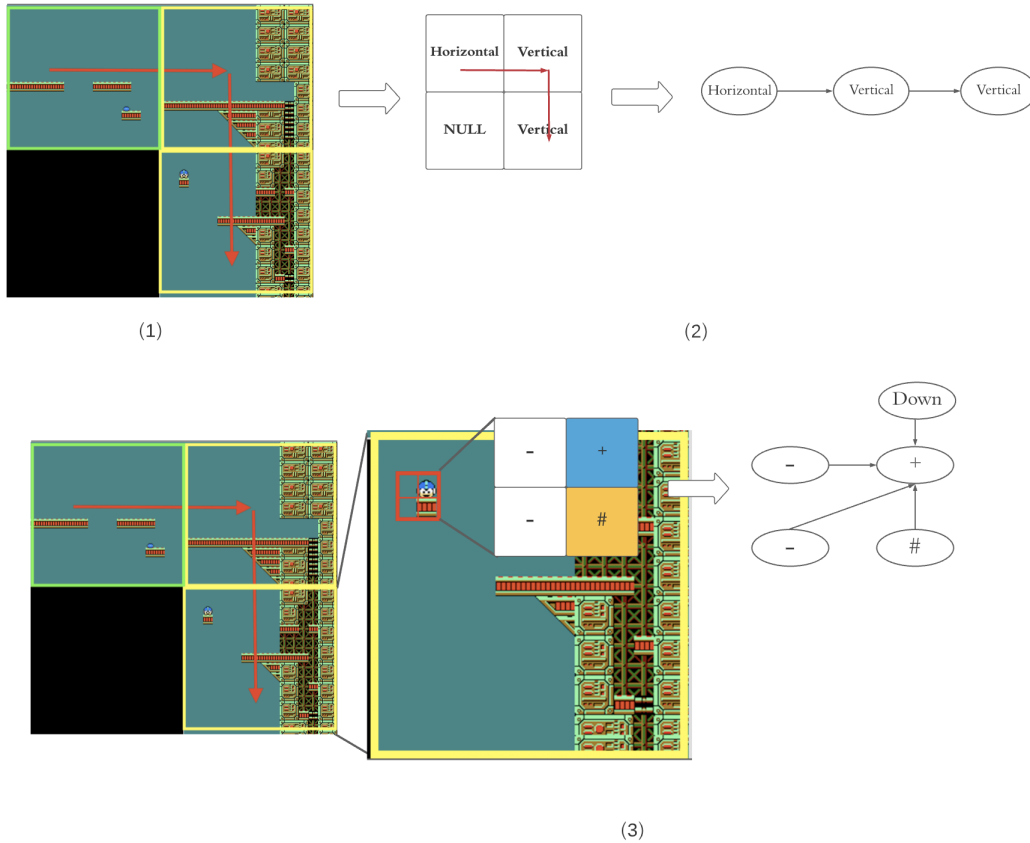 Horizontal Vertical
NULL Vertical
Horizontal Vertical Vertical
(1)
(2)
- +
- #
Down
- +
- #
(3)